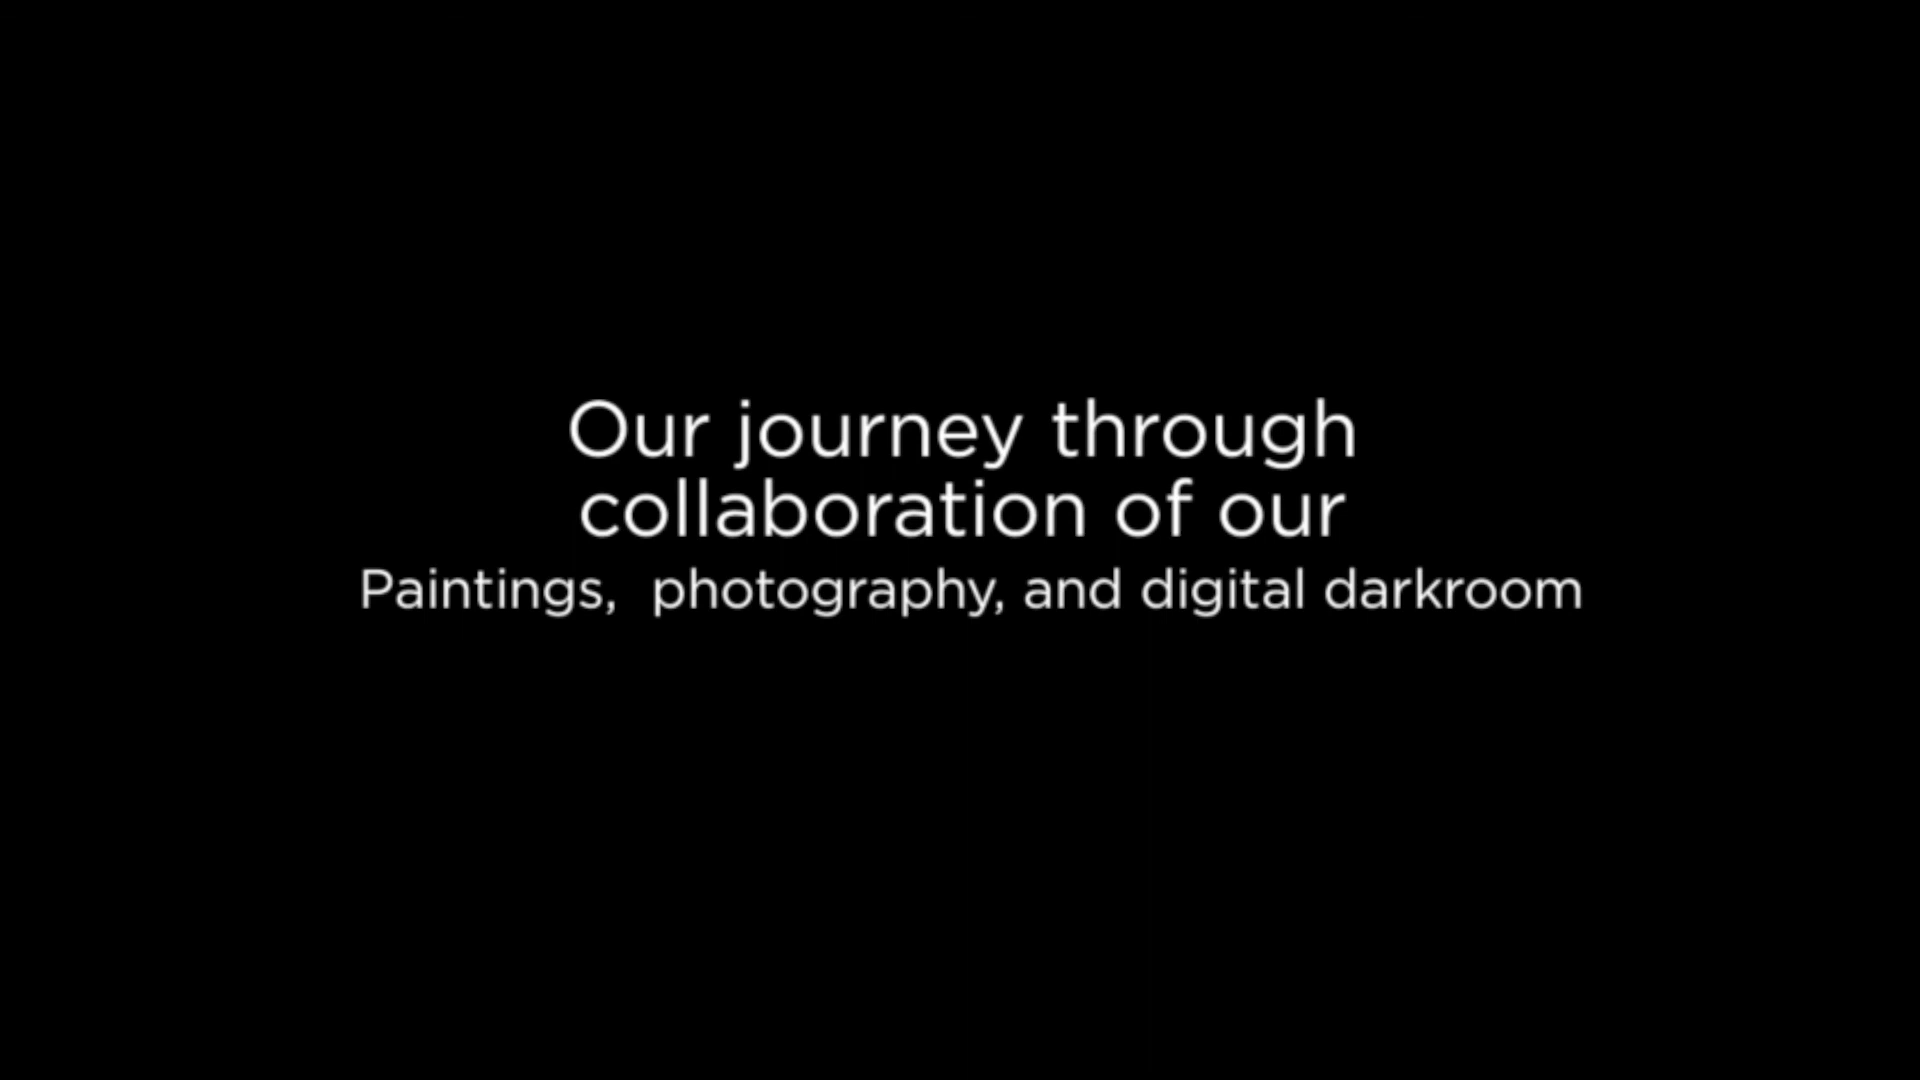 Our journey through
collaboration of our
Paintings,  photography, and digital darkroom